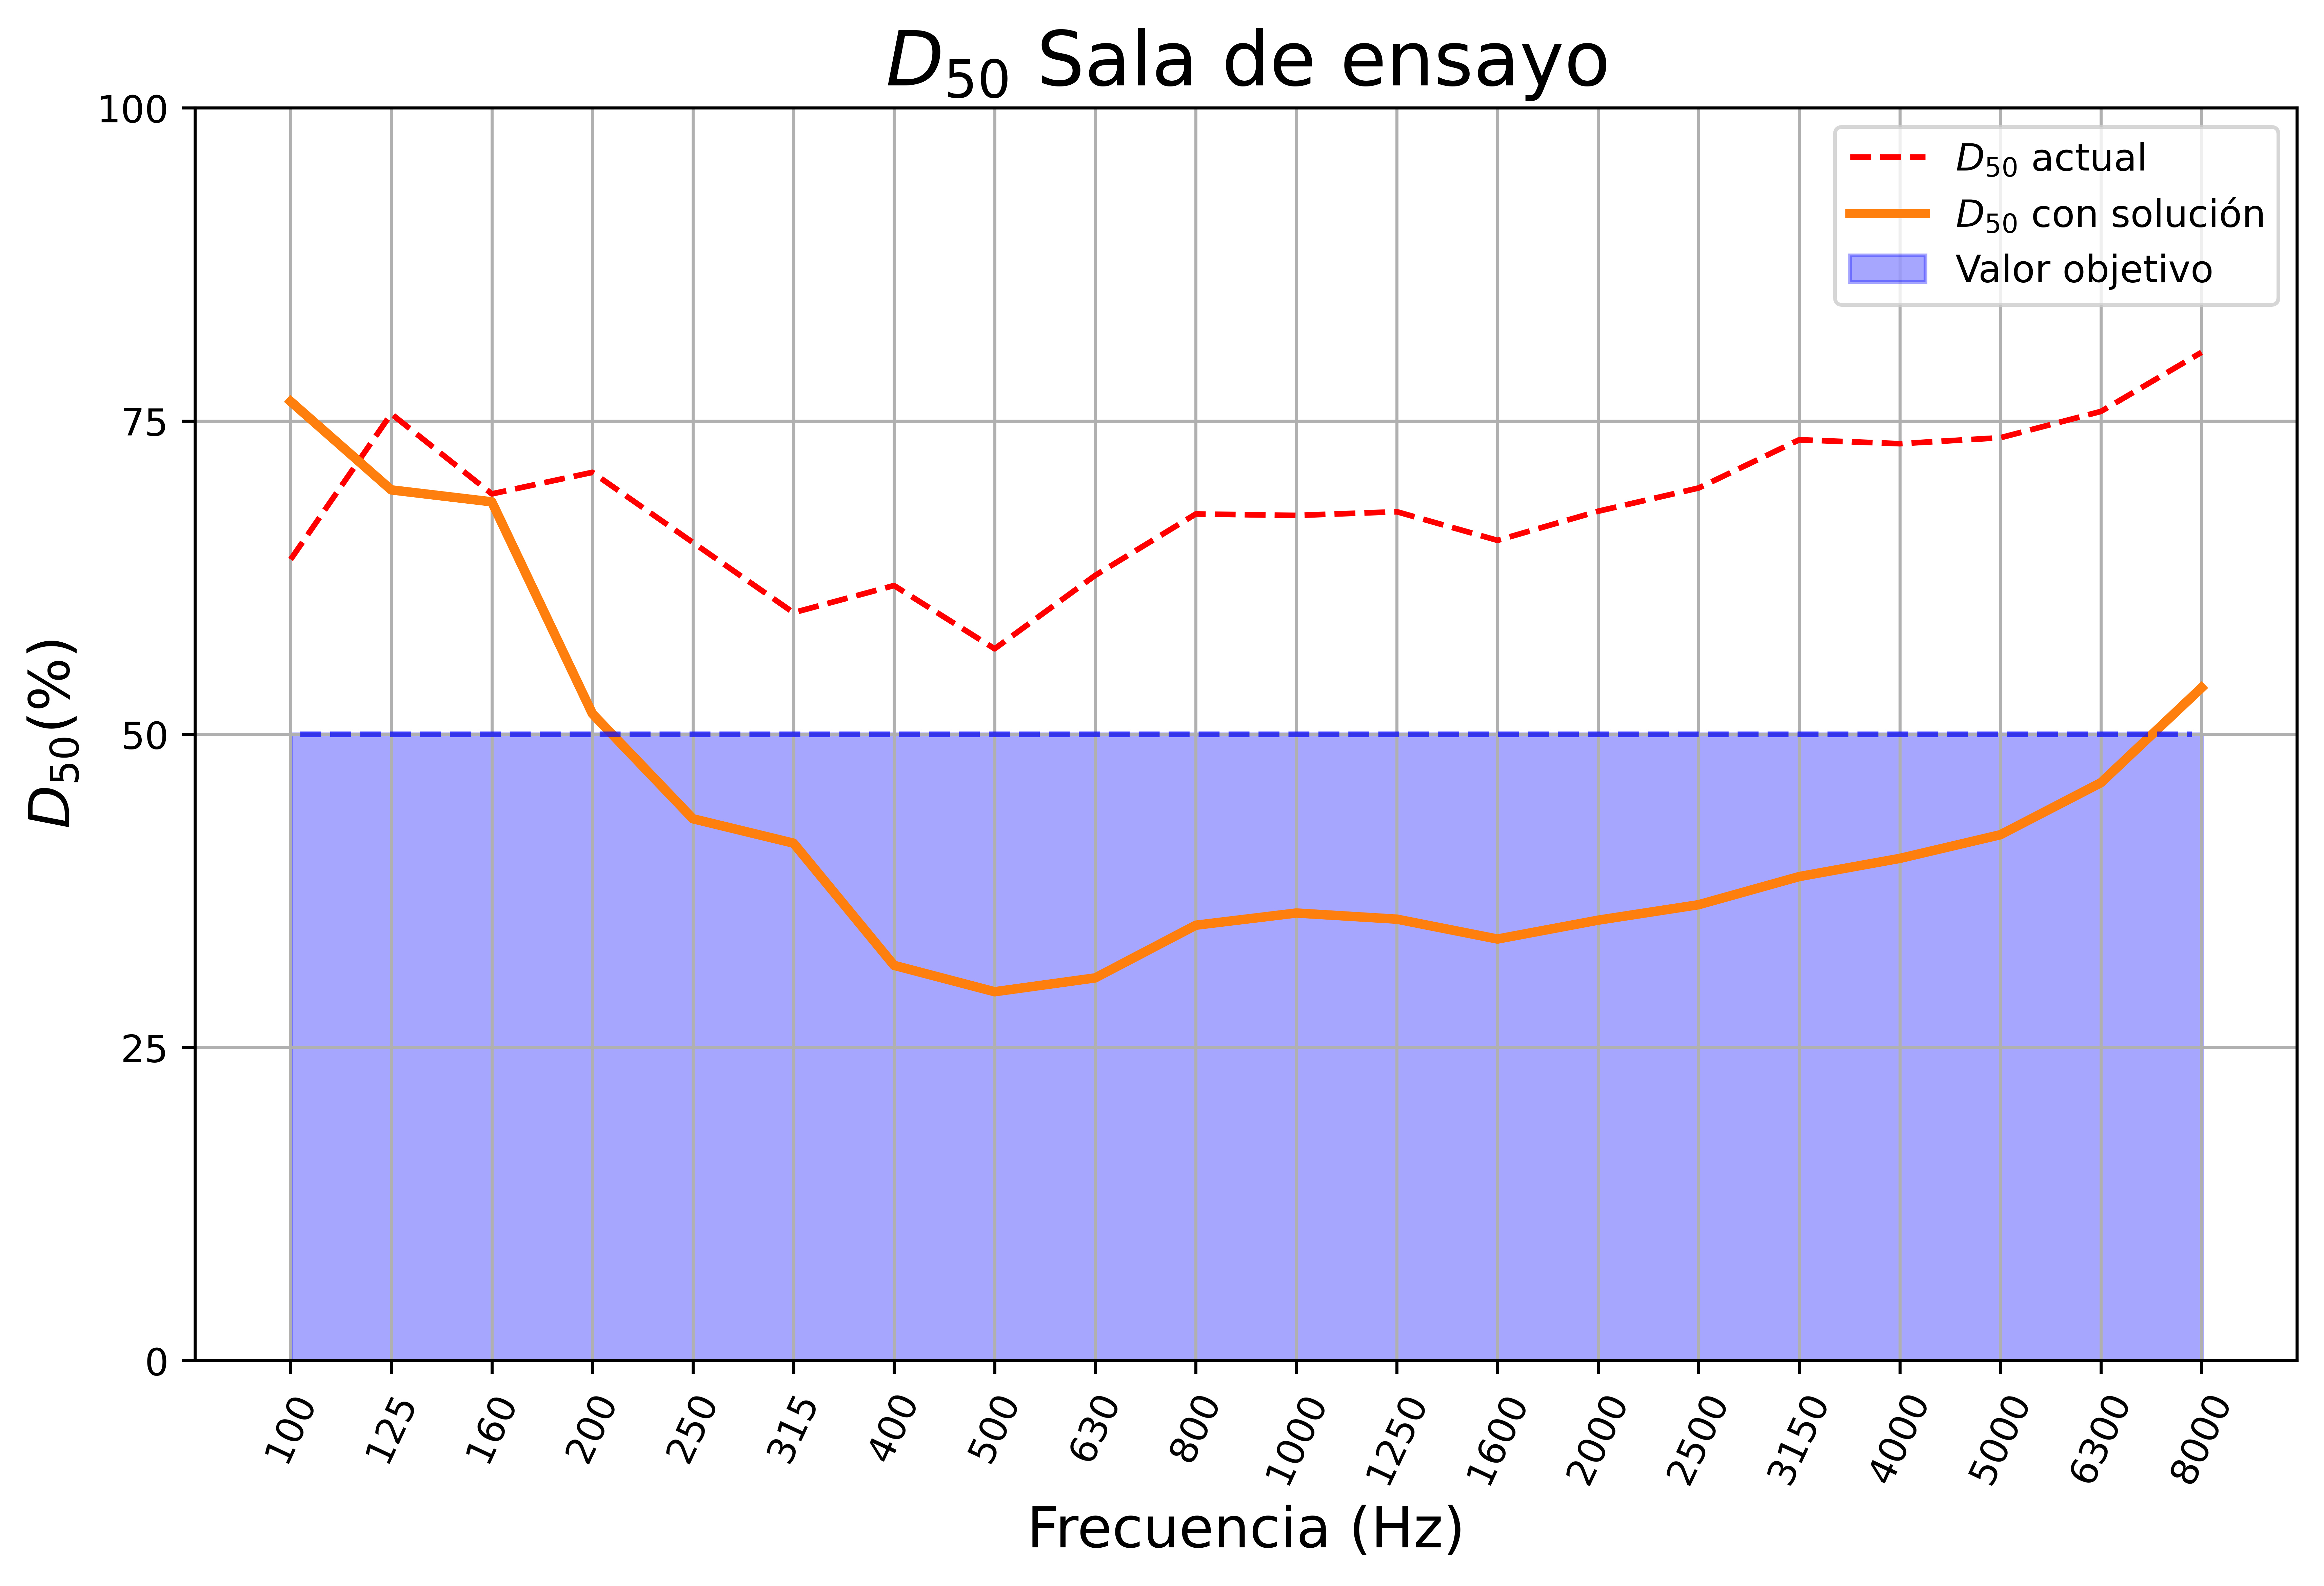 D50 Sala de ensayo
100
75
50
25
0
D50(%)
D50 actual
D50 con solución
Valor objetivo
100 125 160 200 250 315 400 500 630 800 1000 1250 1600 2000 2500 3150 4000 5000 6300 8000
Frecuencia (Hz)